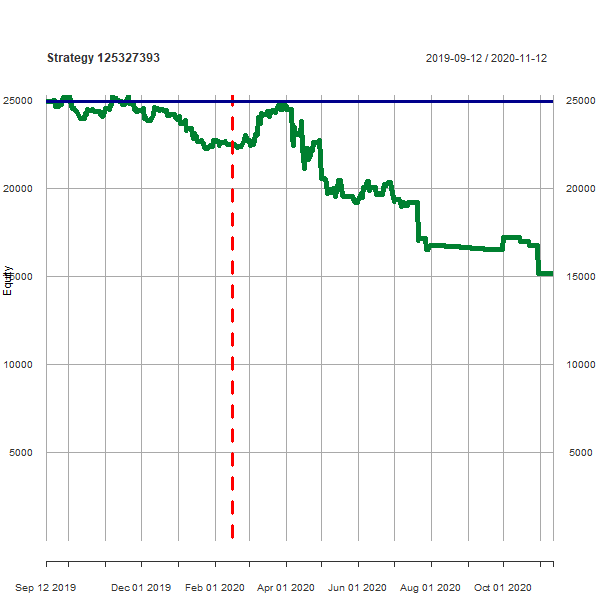 Strategy 125327393
2019-09-12 / 2020-11-12
25000
25000
20000
20000
Equity
15000
15000
10000
10000
5000
5000
Sep 12 2019
Dec 01 2019
Feb 01 2020
Apr 01 2020
Jun 01 2020
Aug 01 2020
Oct 01 2020